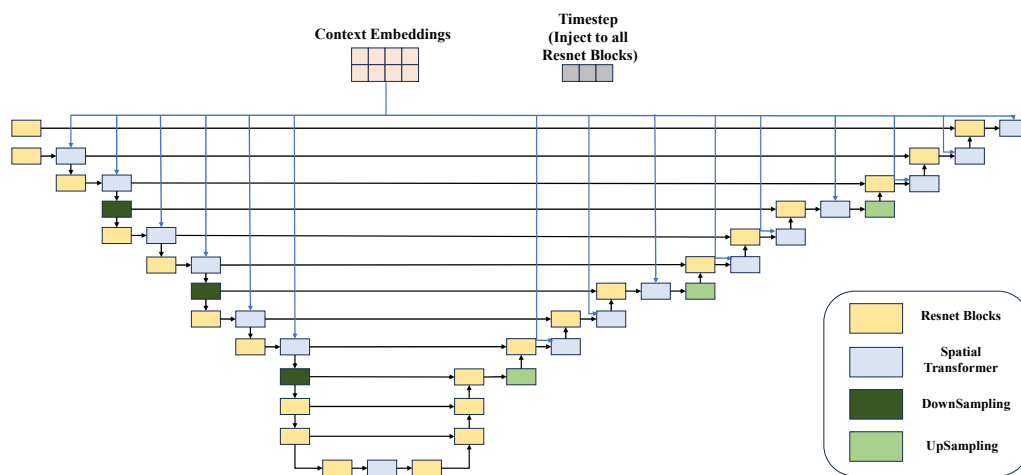 Context Embeddings
Timestep
(Inject to all
Resnet Blocks)
Resnet Blocks
Spatial
Transformer
DownSampling
UpSampling